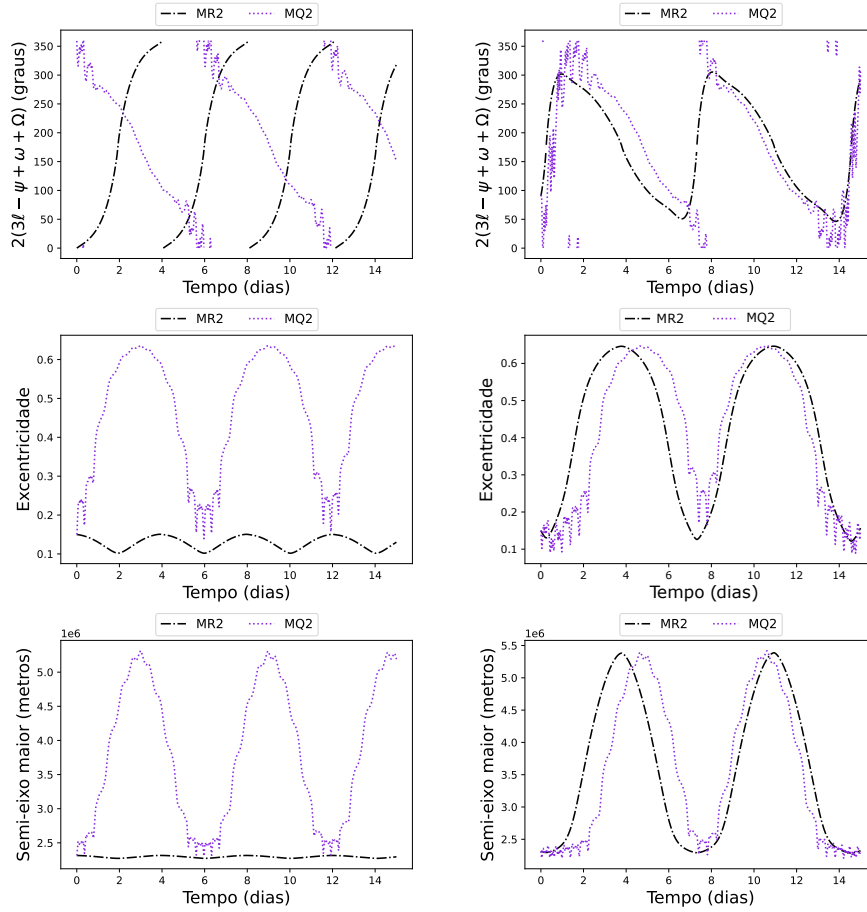 MR2 MQ2
2(3ℓ − ψ + ω + Ω) (graus)
350
300
250
200
150
100
50
0
0 2 4 6 8 10 12 14
Tempo (dias)
MR2 MQ2
2(3ℓ − ψ + ω + Ω) (graus)
350
300
250
200
150
100
50
0
0 2 4 6 8 10 12 14
Tempo (dias)
MR2 MQ2
Excentricidade
0.6
0.5
0.4
0.3
0.2
0.1
0 2 4 6 8 10 12 14
Tempo (dias)
MR2 MQ2
Excentricidade
0.6
0.5
0.4
0.3
0.2
0.1
0 2 4 6 8 10 12 14
Tempo (dias)
MR2 MQ2
1e6
Semi-eixo maior (metros)
5.0
4.5
4.0
3.5
3.0
2.5
0 2 4 6 8 10 12 14
Tempo (dias)
MR2 MQ2
1e6
Semi-eixo maior (metros)
5.5
5.0
4.5
4.0
3.5
3.0
2.5
0 2 4 6 8 10 12 14
Tempo (dias)